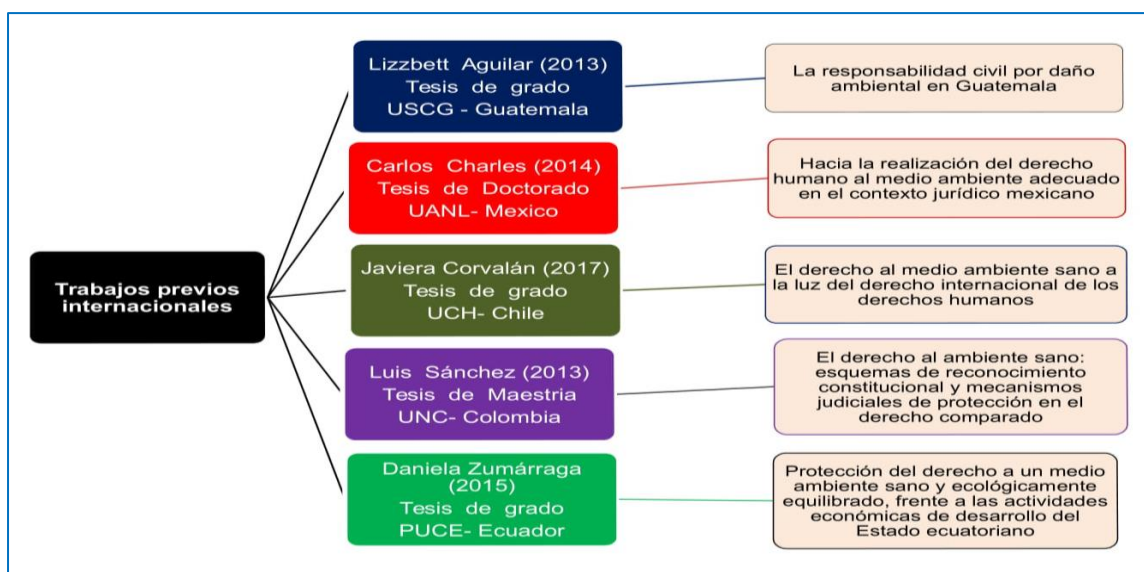 Trabajos previos
internacionales
Lizzbett Aguilar (2013)
Tesis de grado
USCG - Guatemala
La responsabilidad civil por daño
ambiental en Guatemala
Carlos Charles (2014)
Tesis de Doctorado
UANL- Mexico
Hacia la realización del derecho
humano al medio ambiente adecuado
en el contexto jurídico mexicano
Javiera Corvalán (2017)
Tesis de grado
UCH- Chile
El derecho al medio ambiente sano a
la luz del derecho internacional de los
derechos humanos
Luis Sánchez (2013)
Tesis de Maestria
UNC- Colombia
El derecho al ambiente sano:
esquemas de reconocimiento
constitucional y mecanismos
judiciales de protección en el
derecho comparado
Daniela Zumárraga
(2015)
Tesis de grado
PUCE- Ecuador
Protección del derecho a un medio
ambiente sano y ecológicamente
equilibrado, frente a las actividades
económicas de desarrollo del
Estado ecuatoriano